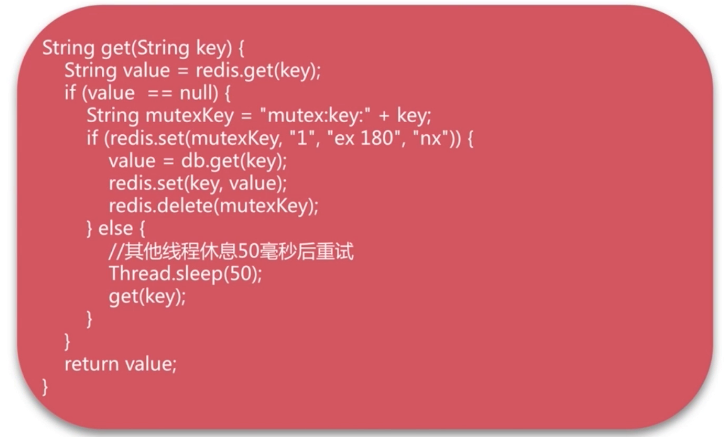 String get(String key) {
String value = redis.get(key);
if (value == null) {
String mutexKey = "mutex:key:" + key;
if (redis.set(mutexKey, "1", "ex 180", "nx")) {
value = db.get(key);
redis.set(key, value);
redis.delete(mutexKey);
} else {
//其他线程休息50毫秒后重试
Thread.sleep(50);
get(key);
}
}
return value;
}